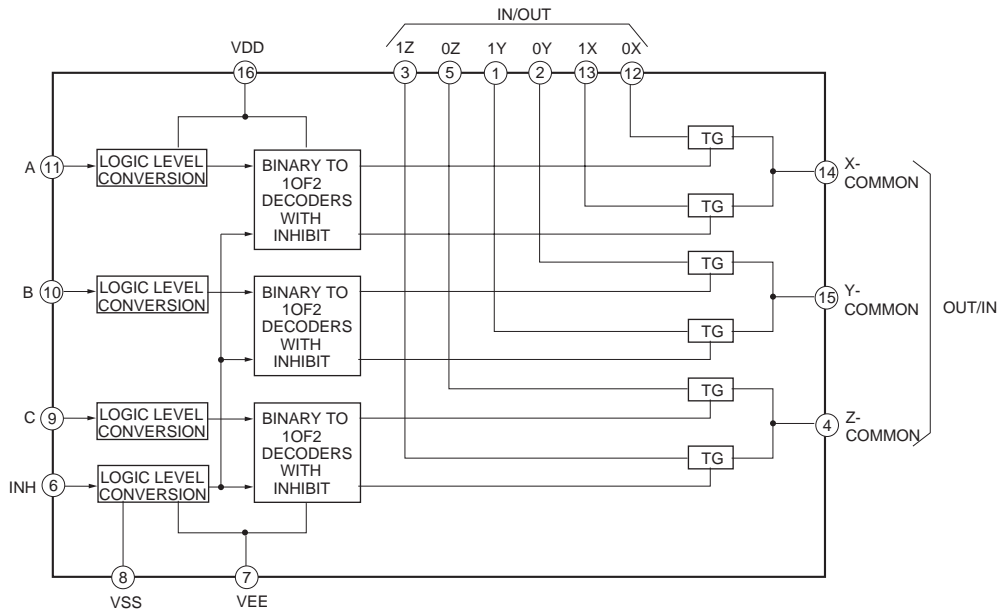 IN/OUT
VDD 1Z 0Z 1Y 0Y 1X 0X
16 3 5 1 2 13 12
TG
A 11 LOGIC LEVEL
CONVERSION
BINARY TO
1OF2
DECODERS
WITH
INHIBIT
14 X-
COMMON
TG
TG
B 10 LOGIC LEVEL
CONVERSION
BINARY TO
1OF2
DECODERS
WITH
INHIBIT
15 Y-
COMMON
OUT/IN
TG
TG
C 9 LOGIC LEVEL
CONVERSION
BINARY TO
1OF2
DECODERS
WITH
INHIBIT
4 Z-
COMMON
TG
INH 6 LOGIC LEVEL
CONVERSION
8 7
VSS VEE